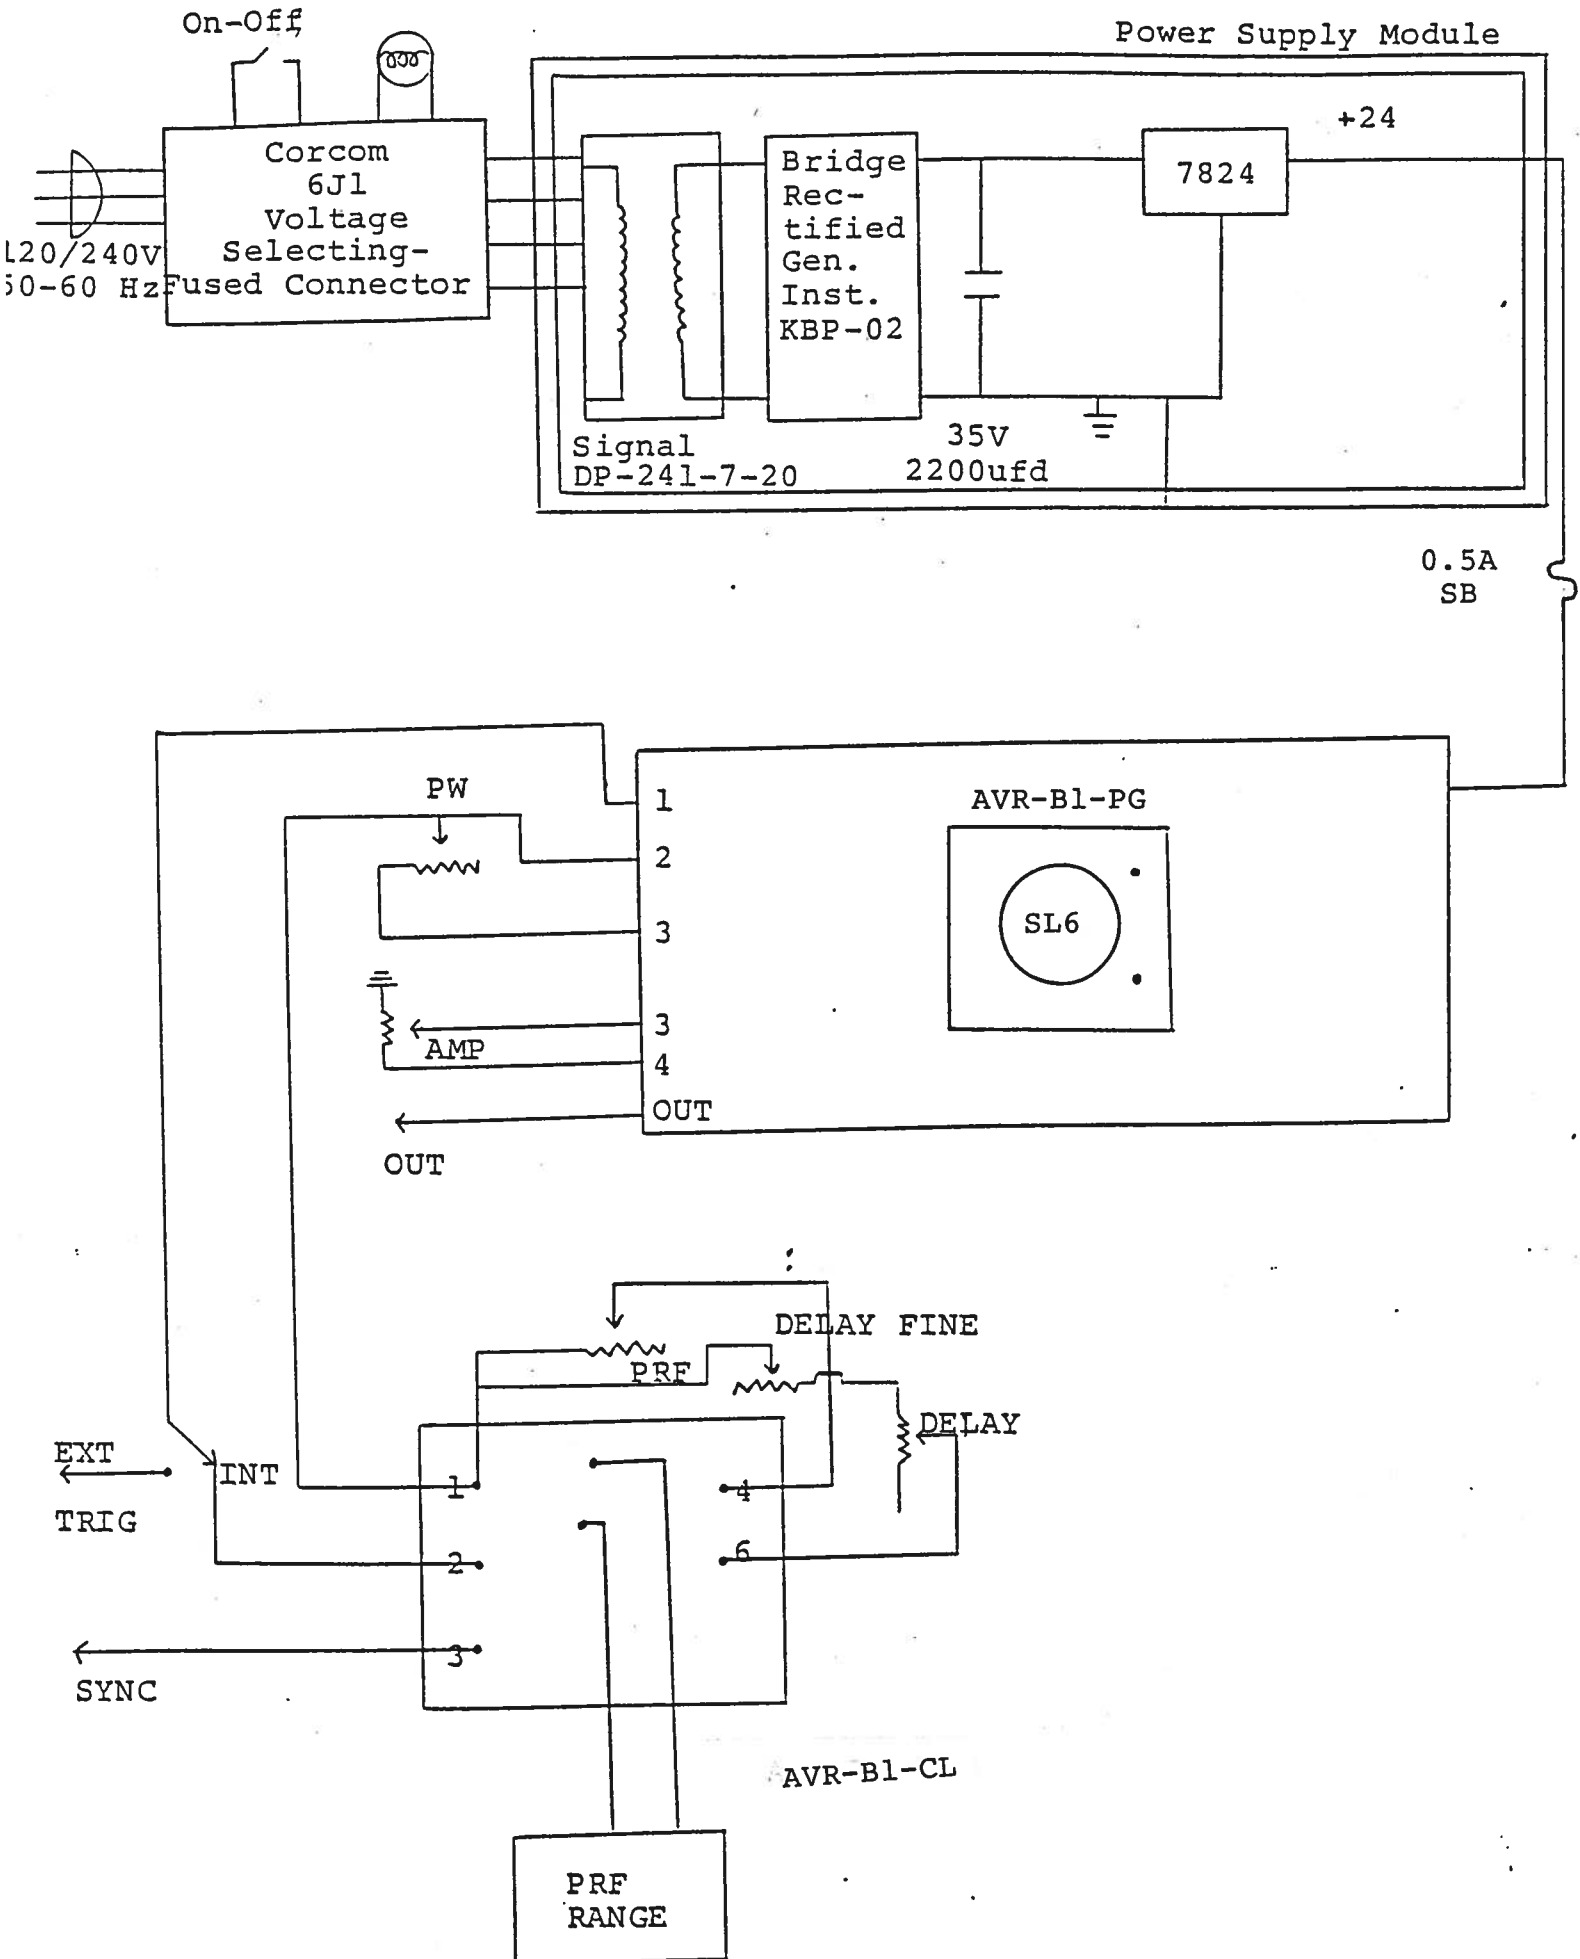 On-Off
Power Supply Module
+24
Corcom
6J1
Voltage
Selecting-
Fused Connector
120/240V
50-60 Hz
Bridge
Rec-
tified
Gen.
Inst.
KBP-02
7824
Signal
DP-241-7-20
35V
2200ufd
0.5A
SB
PW
1
2
3
3
4
OUT
AMP
OUT
AVR-B1-PG
SL6
DELAY FINE
PRF
DELAY
EXT
TRIG
INT
1
2
3
4
6
SYNC
AVR-B1-CL
PRF
RANGE